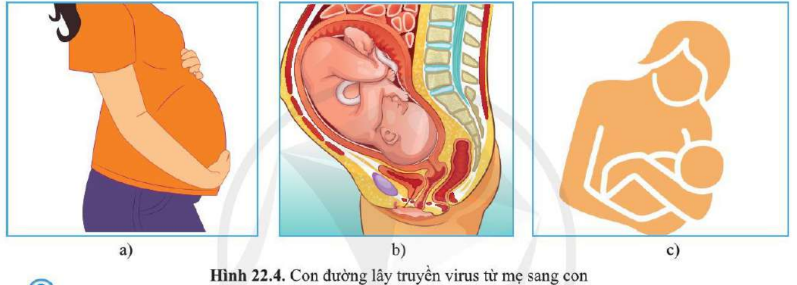 a)
b)
c)
Hình 22.4. Con đường lây truyền virus từ mẹ sang con